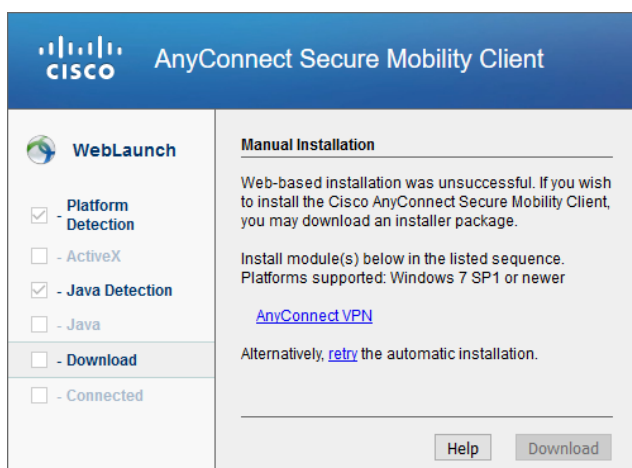 CISCO
AnyConnect Secure Mobility Client
WebLaunch
- Platform
Detection
- ActiveX
- Java Detection
- Java
- Download
- Connected
Manual Installation
Web-based installation was unsuccessful. If you wish
to install the Cisco AnyConnect Secure Mobility Client,
you may download an installer package.
Install module(s) below in the listed sequence.
Platforms supported: Windows 7 SP1 or newer
AnyConnect VPN
Alternatively, retry the automatic installation.
Help
Download